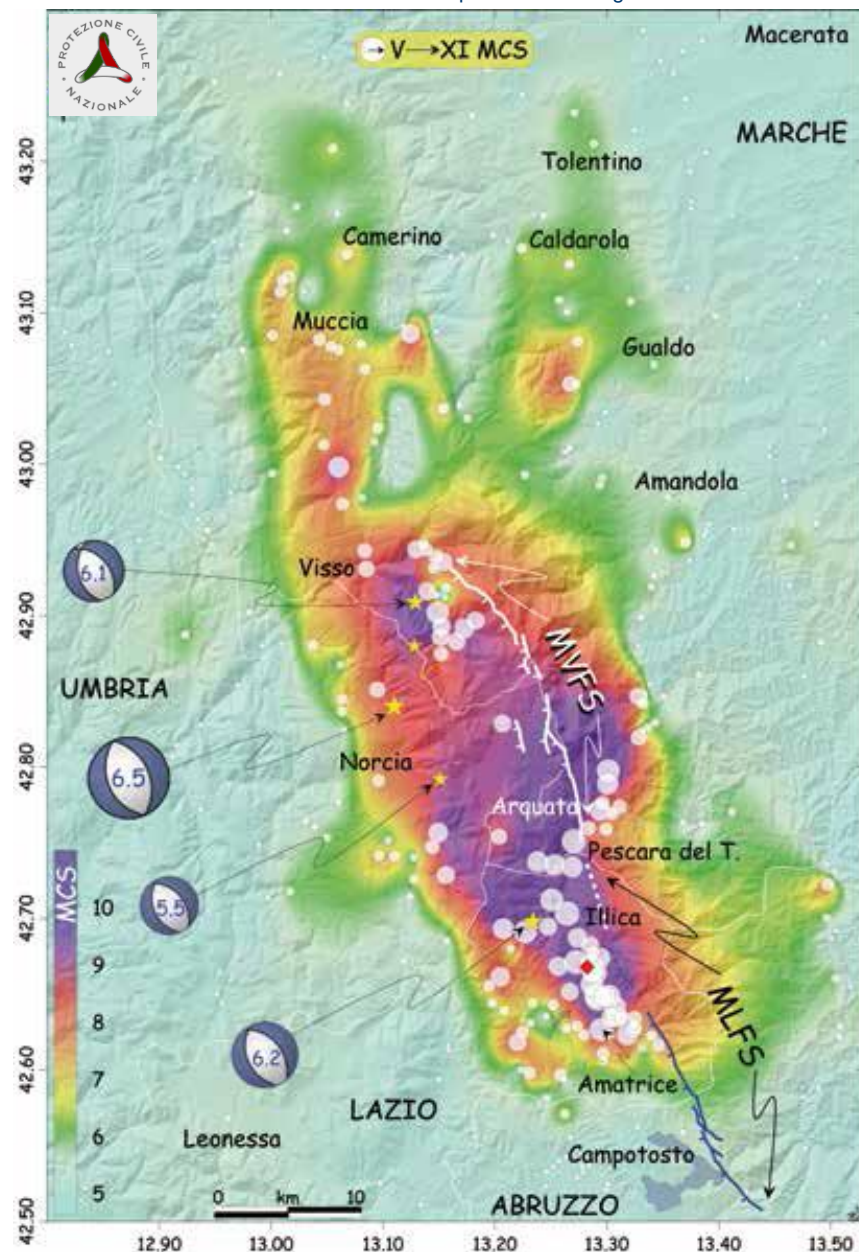 PROTEZIONE CIVILE
NAZIONALE
V→XI MCS
Macerata
MARCHE
43.20
Tolentino
Camerino
Caldarola
43.10
Muccia
Gualdo
43.00
Amandola
6.1
Visso
42.90
MVFS
UMBRIA
6.5
Norcia
42.80
Arquata
Pescara del T.
MCS
10
5.5
Illica
42.70
9
8
MLFS
6.2
7
42.60
Amatrice
LAZIO
6
Leonessa
Campotosto
5
0 km 10
ABRUZZO
42.50
12.90 13.00 13.10 13.20 13.30 13.40 13.50